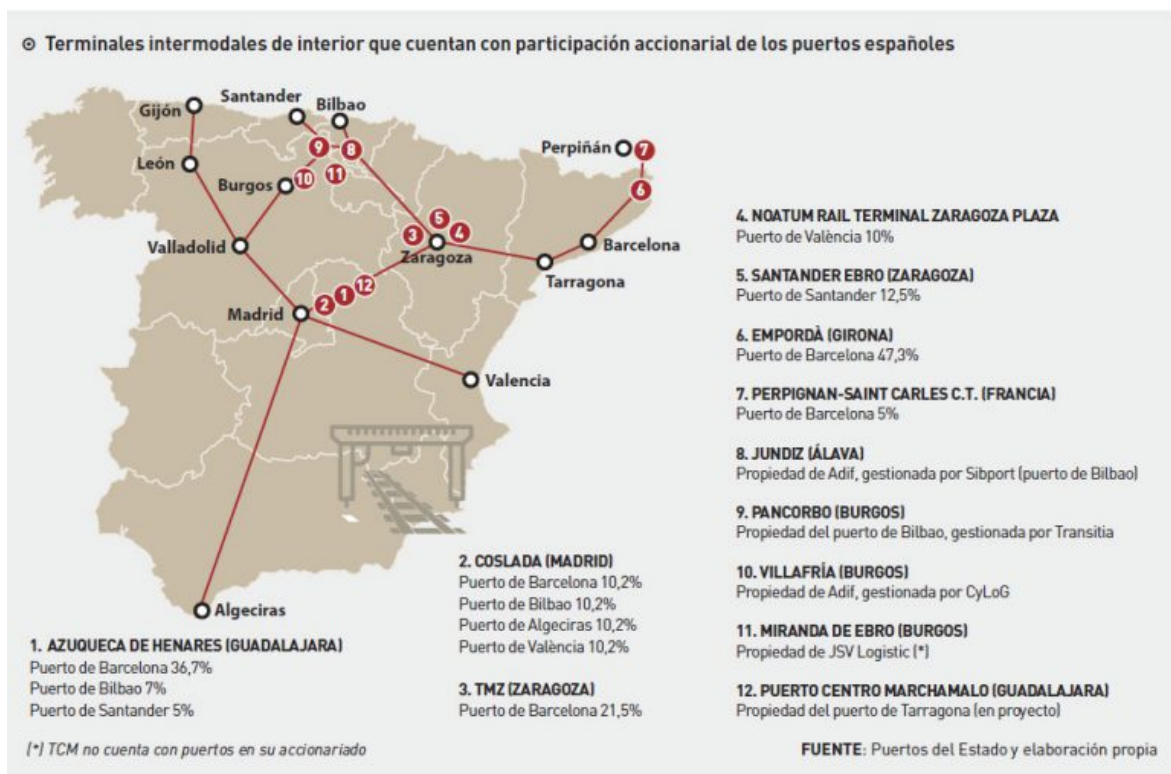 Terminales intermodales de interior que cuentan con participación accionarial de los puertos españoles
Gijón
Santander
Bilbao
León
Burgos
Valladolid
Madrid
Zaragoza
Perpiñán
Barcelona
Tarragona
Valencia
Algeciras
9
8
10
11
7
6
5
3
4
12
1
2
1. AZUQUECA DE HENARES (GUADALAJARA)
Puerto de Barcelona 36,7%
Puerto de Bilbao 7%
Puerto de Santander 5%
2. COSLADA (MADRID)
Puerto de Barcelona 10,2%
Puerto de Bilbao 10,2%
Puerto de Algeciras 10,2%
Puerto de València 10,2%
3. TMZ (ZARAGOZA)
Puerto de Barcelona 21,5%
4. NOATUM RAIL TERMINAL ZARAGOZA PLAZA
Puerto de València 10%
5. SANTANDER EBRO (ZARAGOZA)
Puerto de Santander 12,5%
6. EMPORDÀ (GIRONA)
Puerto de Barcelona 47,3%
7. PERPIGNAN-SAINT CARLES C.T. (FRANCIA)
Puerto de Barcelona 5%
8. JUNDIZ (ÁLAVA)
Propiedad de Adif, gestionada por Sibport (puerto de Bilbao)
9. PANCORBO (BURGOS)
Propiedad del puerto de Bilbao, gestionada por Transitia
10. VILLAFRÍA (BURGOS)
Propiedad de Adif, gestionada por CyLoG
11. MIRANDA DE EBRO (BURGOS)
Propiedad de JSV Logistic (*)
12. PUERTO CENTRO MARCHAMALO (GUADALAJARA)
Propiedad del puerto de Tarragona (en proyecto)
(*) TCM no cuenta con puertos en su accionariado
FUENTE: Puertos del Estado y elaboración propia